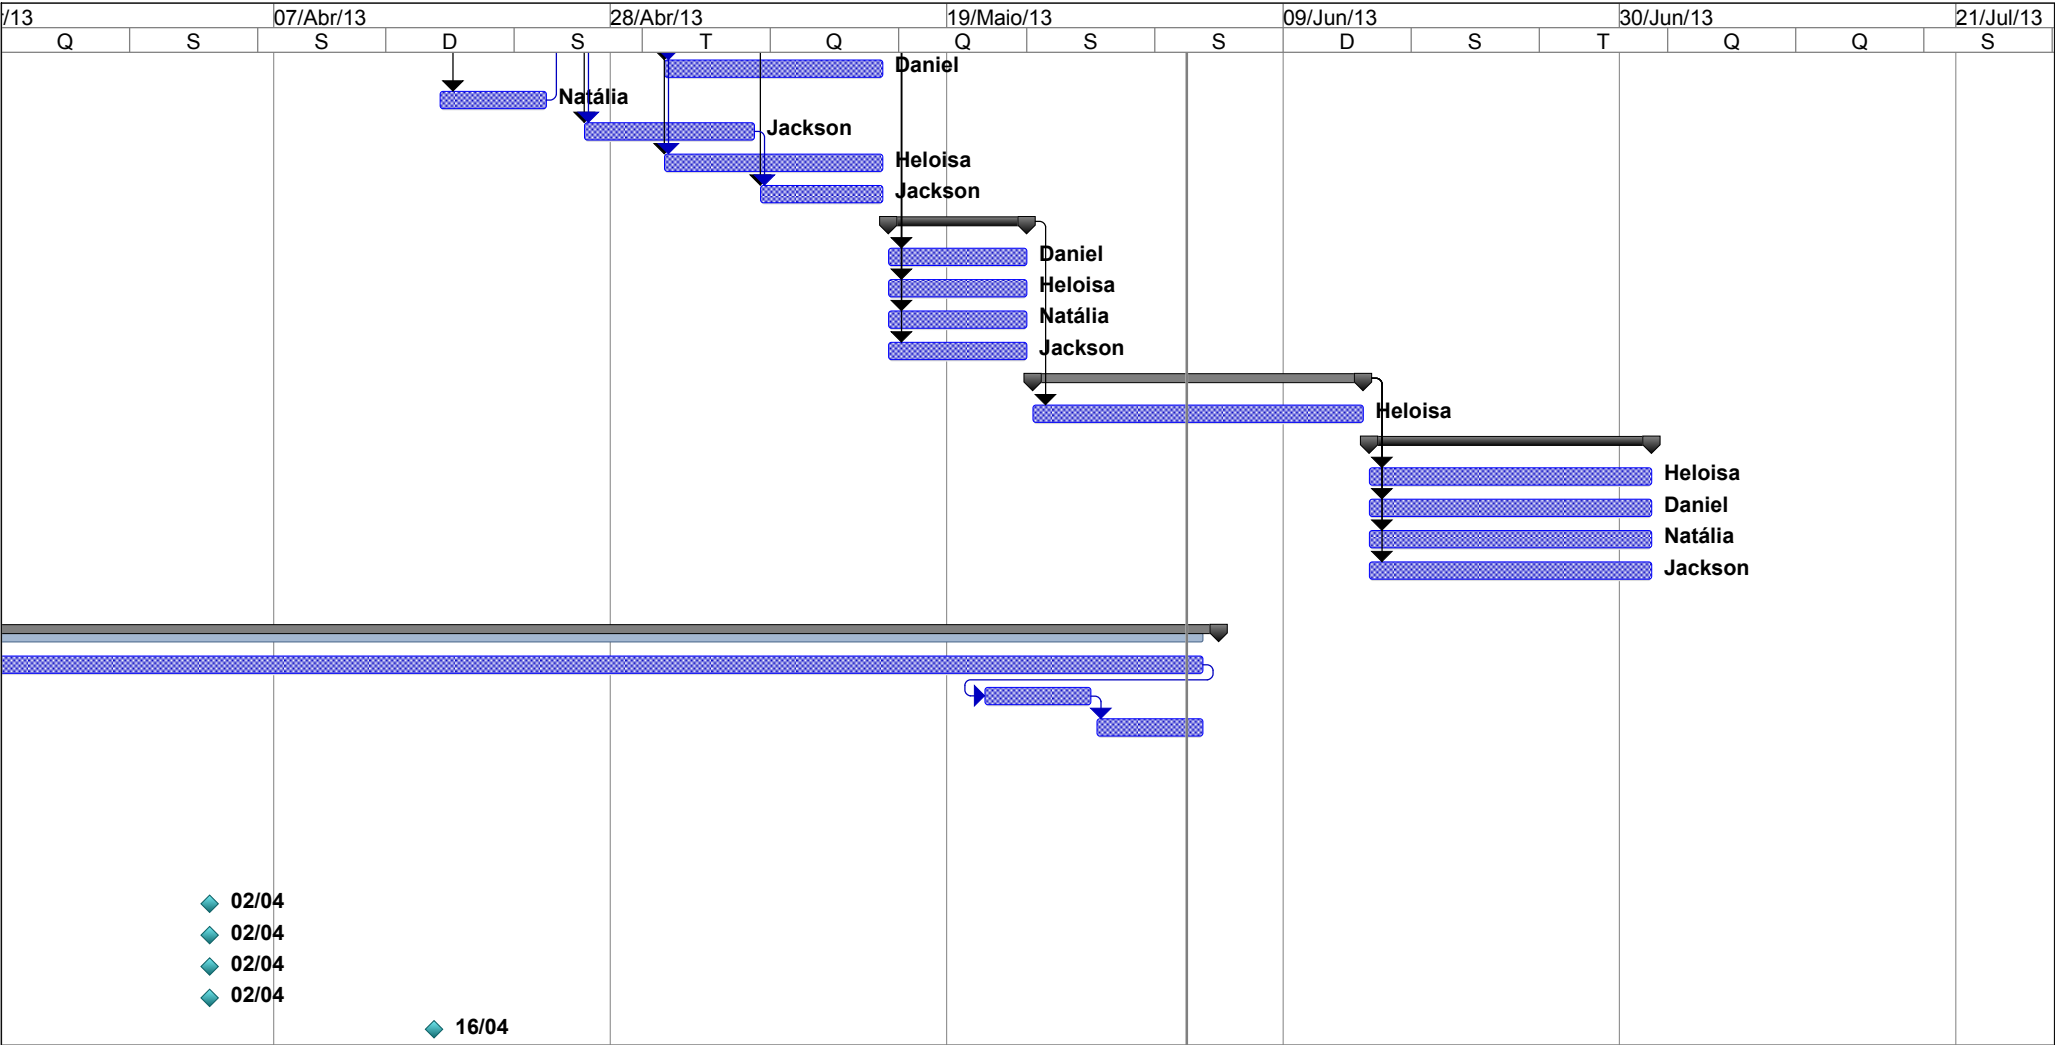 /13 07/Abr/13 28/Abr/13 19/Maio/13 09/Jun/13 30/Jun/13 21/Jul/13
Q S S D S T Q Q S S D S T Q Q S
Daniel
Natália
Jackson
Heloisa
Jackson
Daniel
Heloisa
Natália
Jackson
Heloisa
Heloisa
Daniel
Natália
Jackson
02/04
02/04
02/04
02/04
16/04